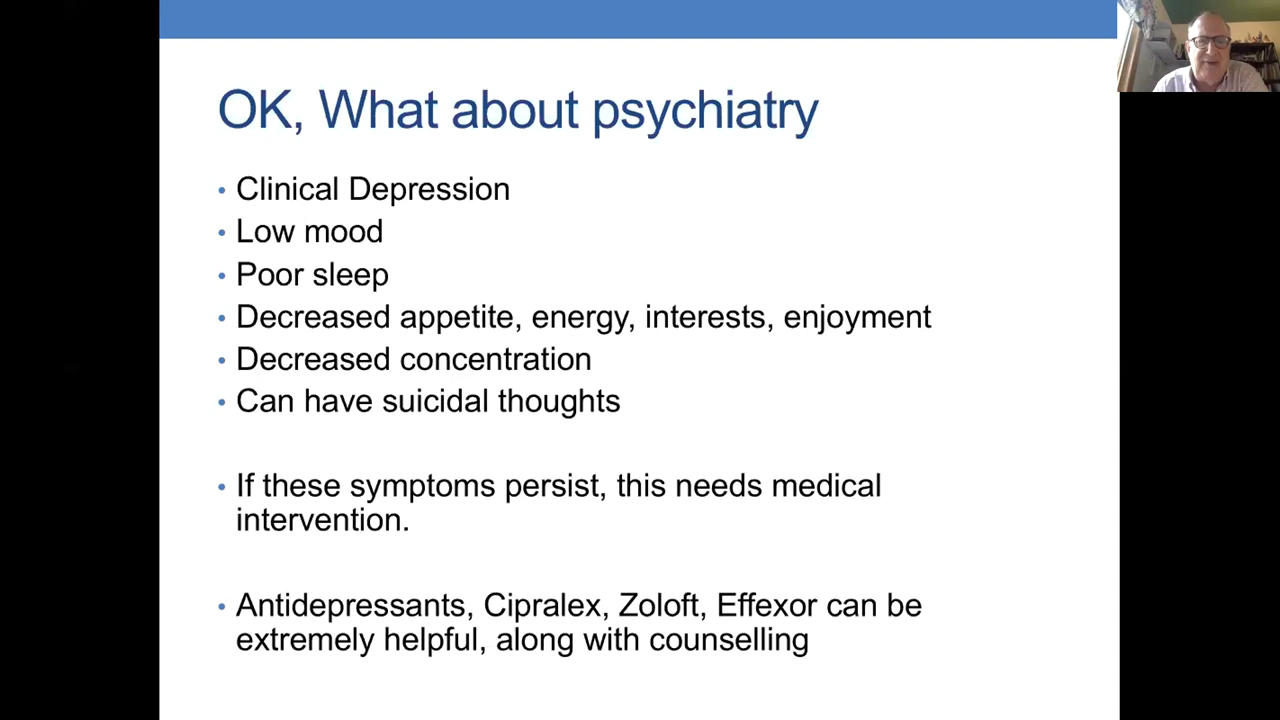 OK, What about psychiatry
• Clinical Depression
• Low mood
• Poor sleep
• Decreased appetite, energy, interests, enjoyment
• Decreased concentration
• Can have suicidal thoughts
• If these symptoms persist, this needs medical
intervention.
• Antidepressants, Cipralex, Zoloft, Effexor can be
extremely helpful, along with counselling